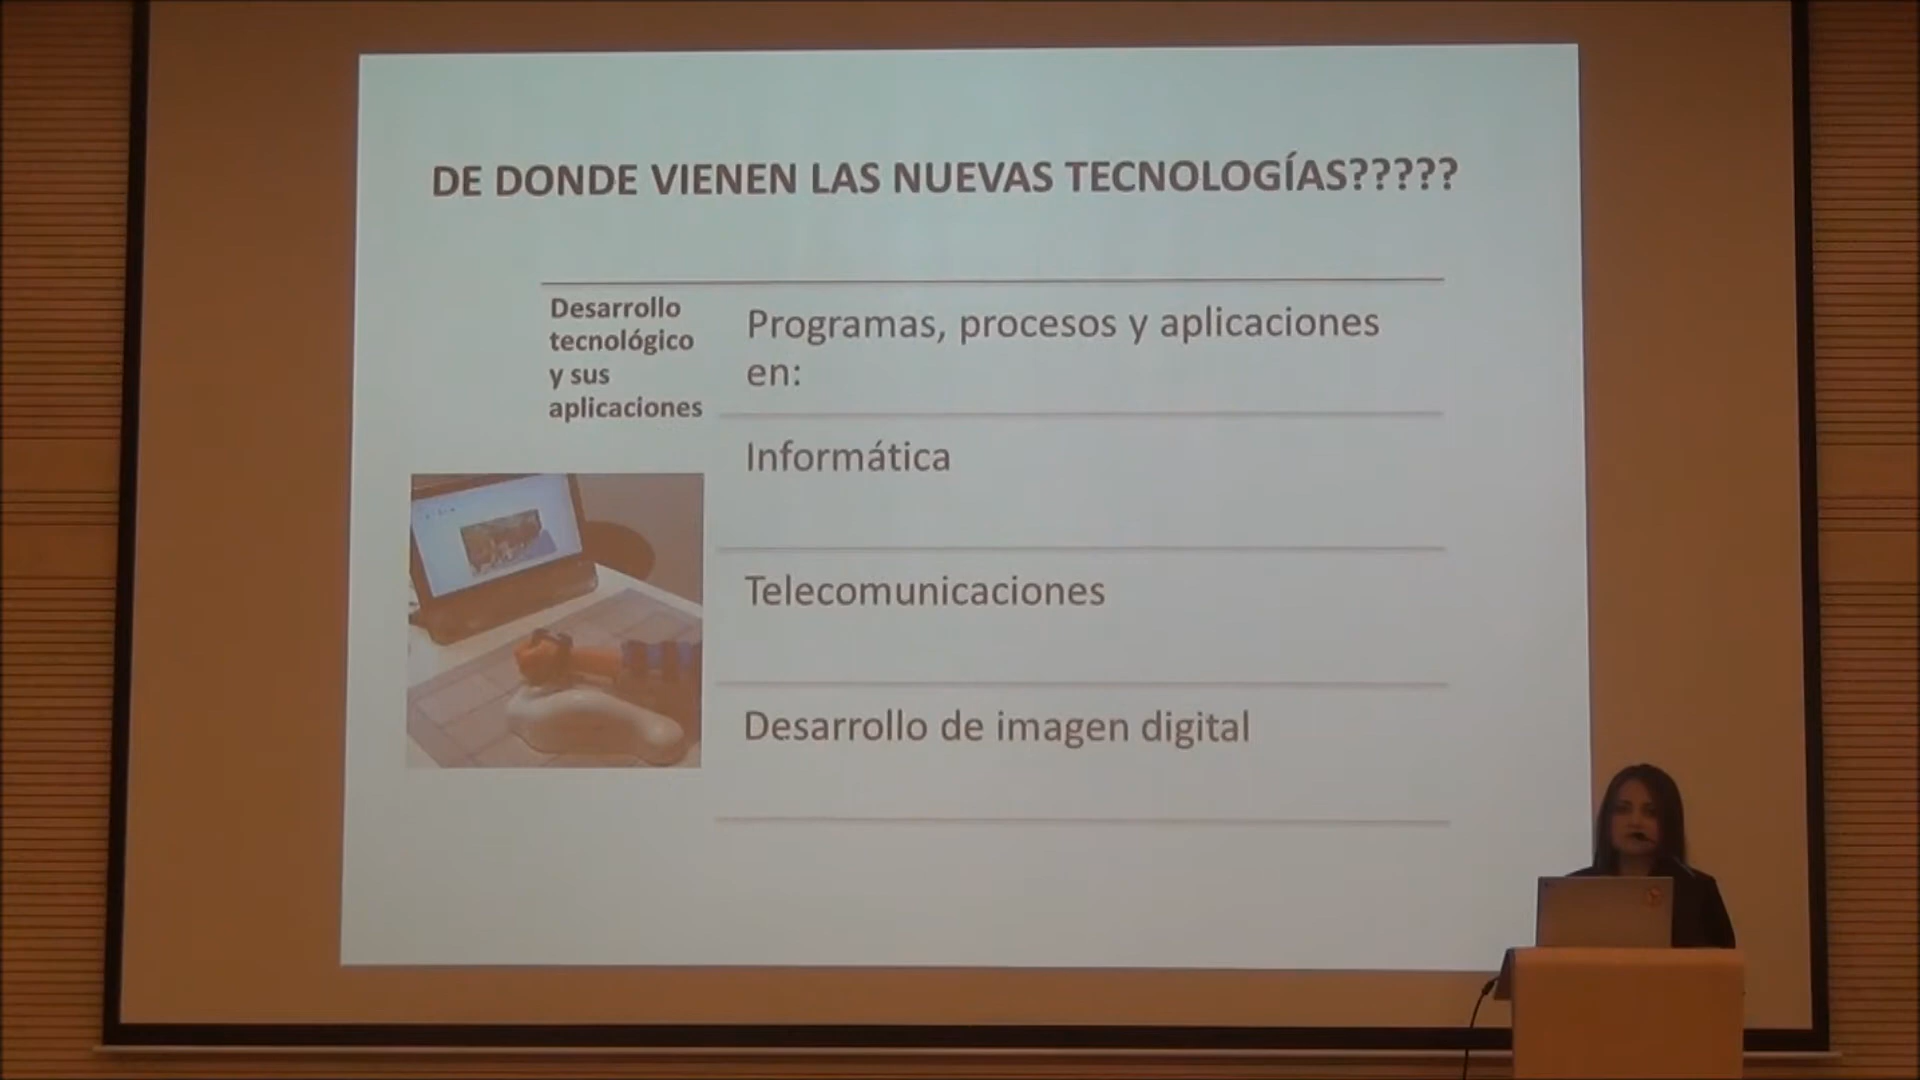 DE DONDE VIENEN LAS NUEVAS TECNOLOGÍAS?????
Desarrollo
tecnológico
y sus
aplicaciones
Programas, procesos y aplicaciones
en:
Informática
Telecomunicaciones
Desarrollo de imagen digital